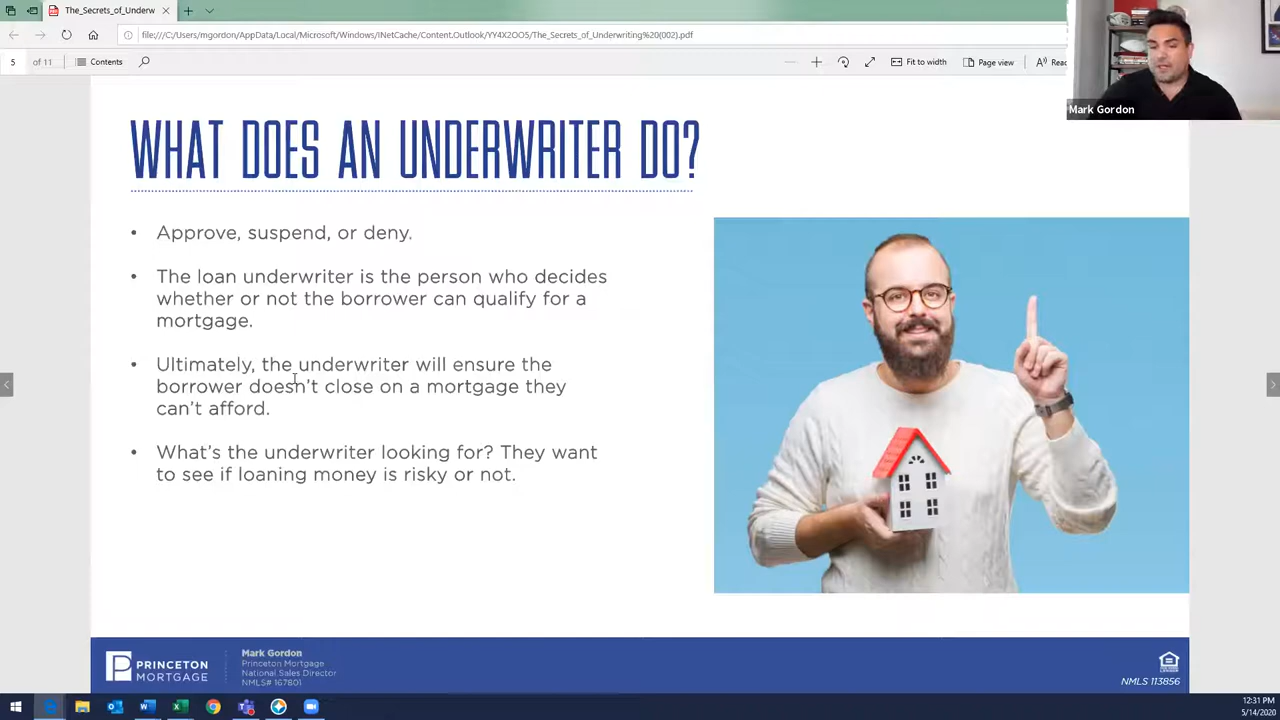 The_Secrets_of_Underw
file:///C:/Users/mgordon/AppData/Local/Microsoft/Windows/INetCache/Content.Outlook/YY4X2OO5/The_Secrets_of_Underwriting%20(002).pdf
5 of 11 Contents Fit to width Page view Read
Mark Gordon
WHAT DOES AN UNDERWRITER DO?
• Approve, suspend, or deny.
• The loan underwriter is the person who decides
whether or not the borrower can qualify for a
mortgage.
• Ultimately, the underwriter will ensure the
borrower doesn't close on a mortgage they
can't afford.
• What's the underwriter looking for? They want
to see if loaning money is risky or not.
PRINCETON
MORTGAGE
Mark Gordon
Princeton Mortgage
National Sales Director
NMLS# 167801
NMLS 113856
12:31 PM
5/14/2020